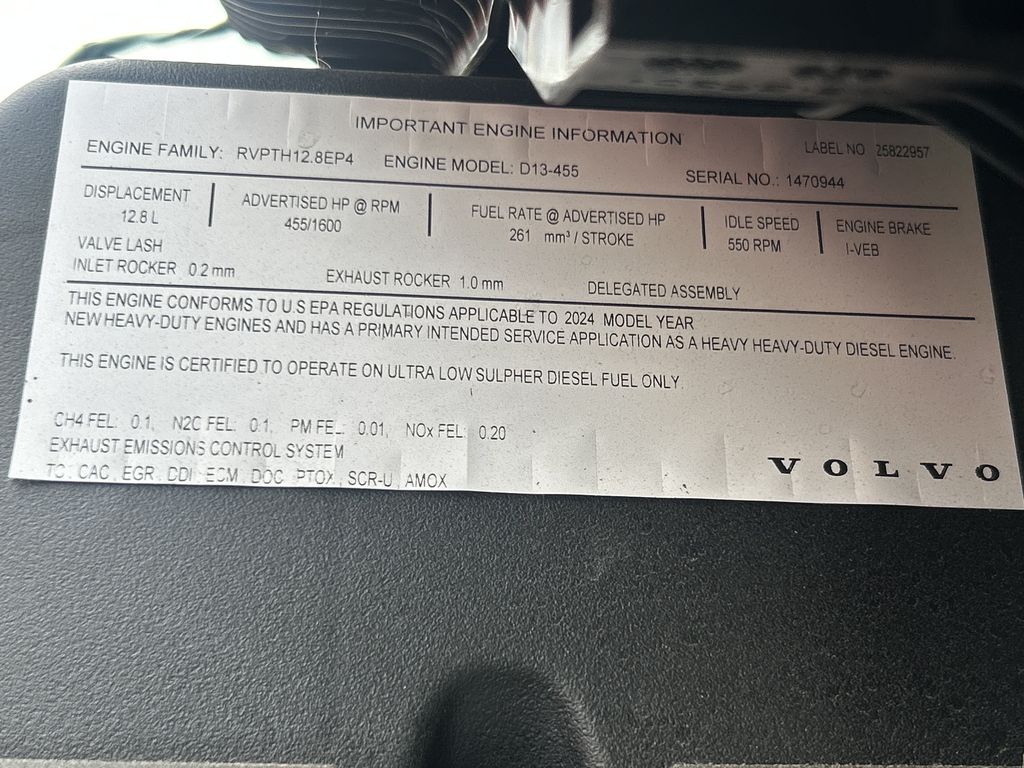 IMPORTANT ENGINE INFORMATION
LABEL NO 25822957
ENGINE FAMILY: RVPTH12.8EP4 ENGINE MODEL: D13-455 SERIAL NO.: 1470944
DISPLACEMENT ADVERTISED HP @ RPM FUEL RATE @ ADVERTISED HP IDLE SPEED ENGINE BRAKE
12.8 L 455/1600 261 mm³ / STROKE 550 RPM I-VEB
VALVE LASH
INLET ROCKER 0.2 mm EXHAUST ROCKER 1.0 mm DELEGATED ASSEMBLY
THIS ENGINE CONFORMS TO U.S EPA REGULATIONS APPLICABLE TO 2024 MODEL YEAR
NEW HEAVY-DUTY ENGINES AND HAS A PRIMARY INTENDED SERVICE APPLICATION AS A HEAVY HEAVY-DUTY DIESEL ENGINE.
THIS ENGINE IS CERTIFIED TO OPERATE ON ULTRA LOW SULPHER DIESEL FUEL ONLY.
CH4 FEL: 0.1, N2O FEL: 0.1, PM FEL: 0.01, NOx FEL: 0.20
EXHAUST EMISSIONS CONTROL SYSTEM
TC, CAC, EGR, DDI, ECM, DOC, PTOX, SCR-U, AMOX
VOLVO